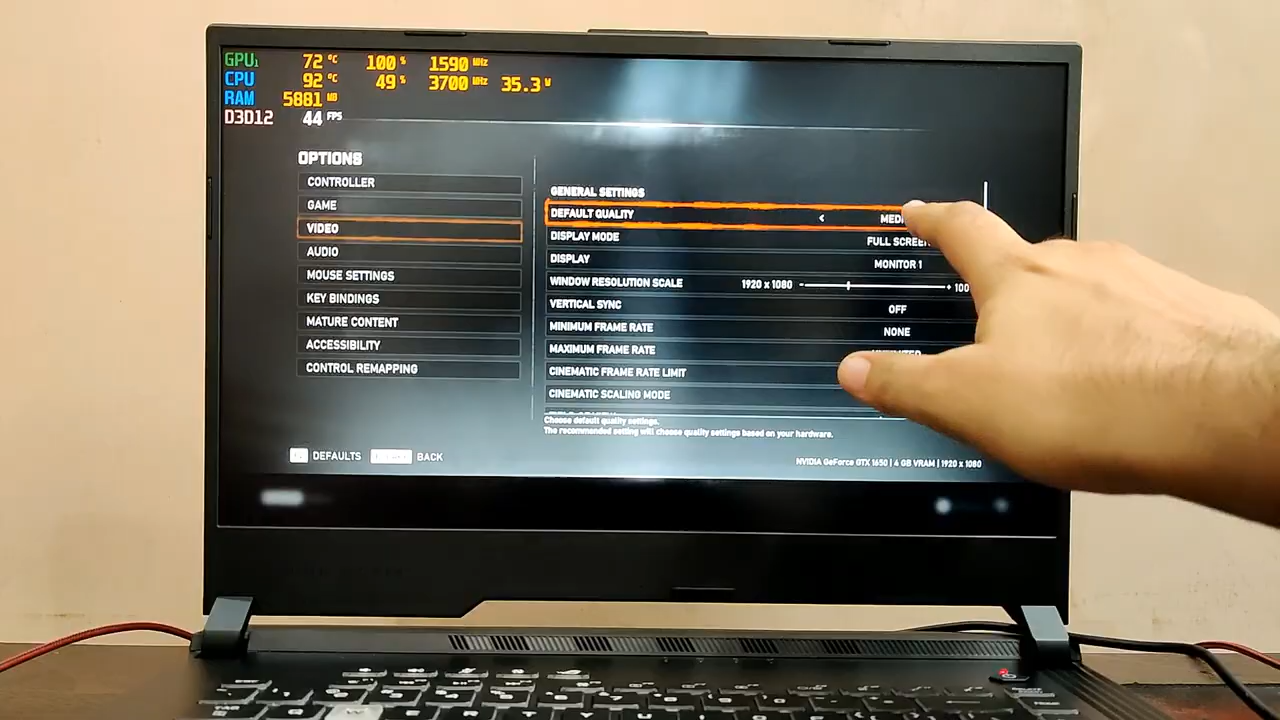 GPU1 72 °C 100 % 1590 MHz
CPU 92 °C 49 % 3700 MHz 35.3 W
RAM 5881 MB
D3D12 44 FPS
OPTIONS
CONTROLLER
GAME
VIDEO
AUDIO
MOUSE SETTINGS
KEY BINDINGS
MATURE CONTENT
ACCESSIBILITY
CONTROL REMAPPING
GENERAL SETTINGS
DEFAULT QUALITY <
DISPLAY MODE FULL SCREEN
DISPLAY MONITOR 1
WINDOW RESOLUTION SCALE 1920 x 1080 - + 100
VERTICAL SYNC OFF
MINIMUM FRAME RATE NONE
MAXIMUM FRAME RATE
CINEMATIC FRAME RATE LIMIT
CINEMATIC SCALING MODE
Choose default quality settings.
The recommended setting will choose quality settings based on your hardware.
DEFAULTS BACK
NVIDIA GeForce GTX 1650 | 4 GB VRAM | 1920 x 1080